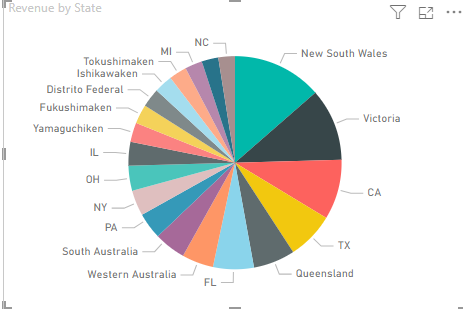 Revenue by State
NC
MI
New South Wales
Tokushimaken
Ishikawaken
Distrito Federal
Fukushimaken
Victoria
Yamaguchiken
IL
OH
CA
NY
PA
TX
South Australia
Western Australia
Queensland
FL